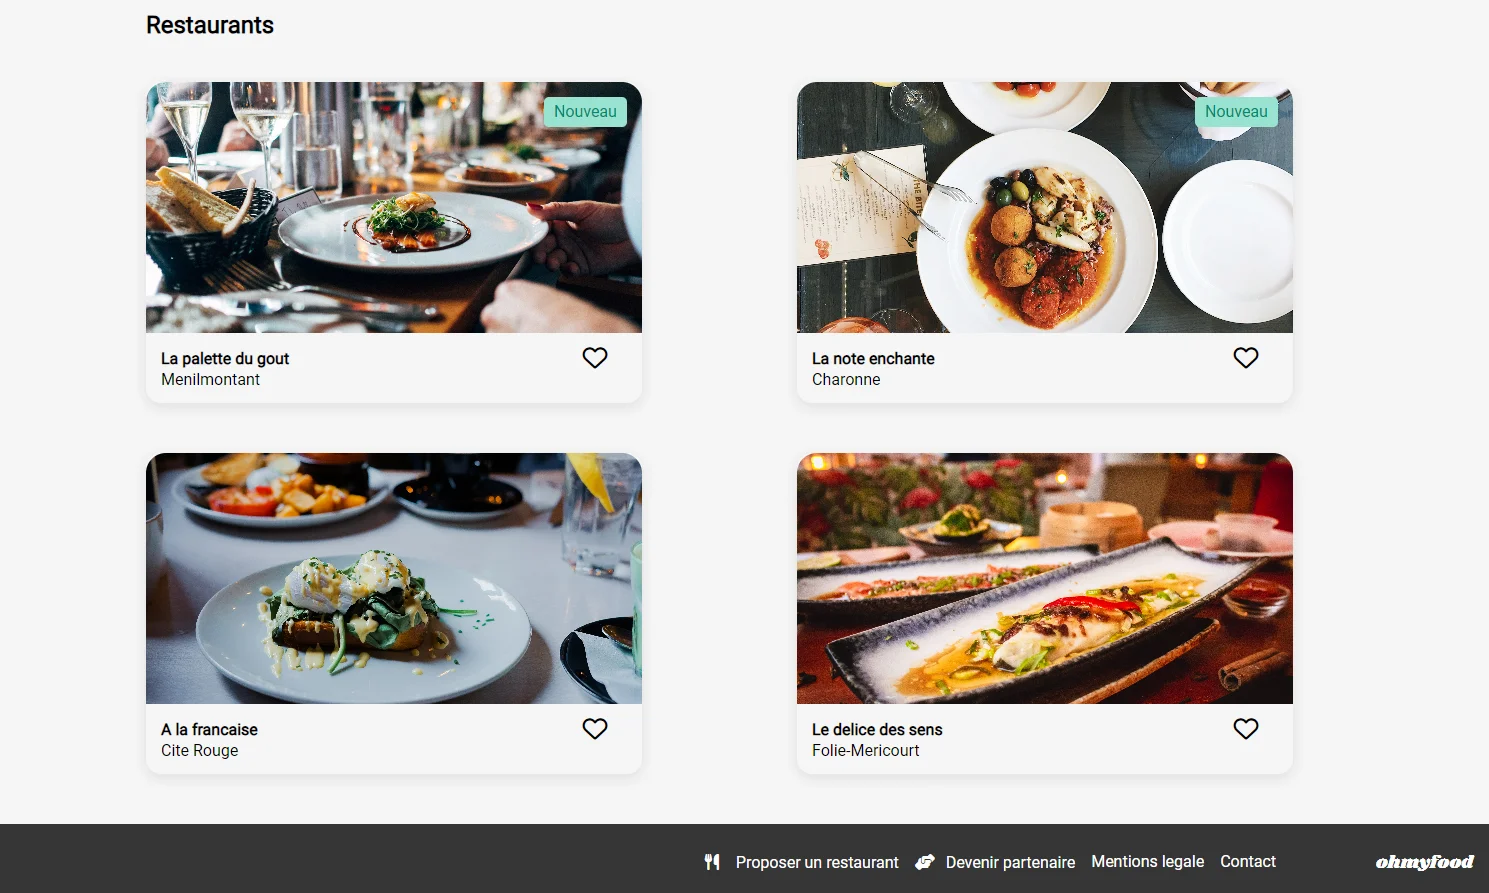 Restaurants
Nouveau
Nouveau
La palette du gout
Menilmontant
La note enchante
Charonne
A la francaise
Cite Rouge
Le delice des sens
Folie-Mericourt
Proposer un restaurant Devenir partenaire Mentions legale Contact ohmyfood